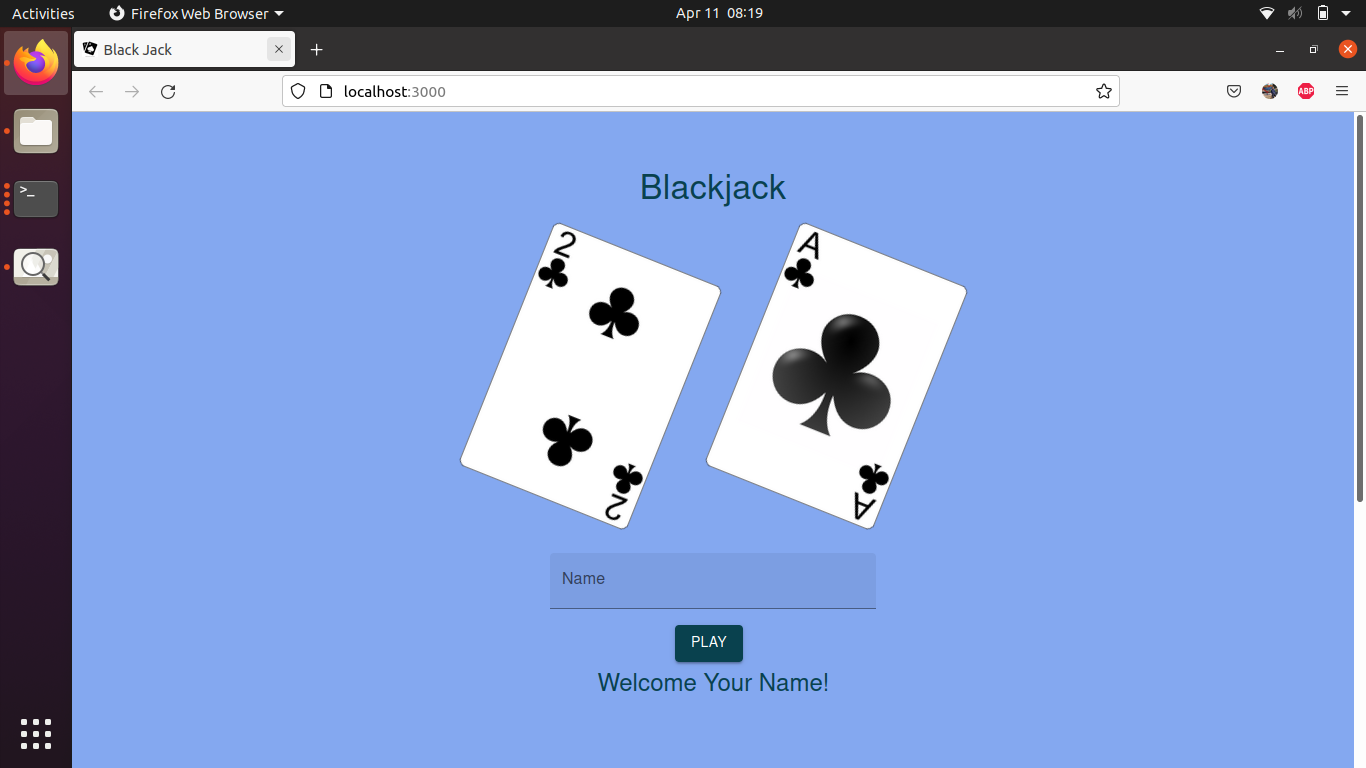 Activities
Firefox Web Browser
Apr 11 08:19
Black Jack
localhost:3000
ABP
>_
Blackjack
2
A
2
A
Name
PLAY
Welcome Your Name!